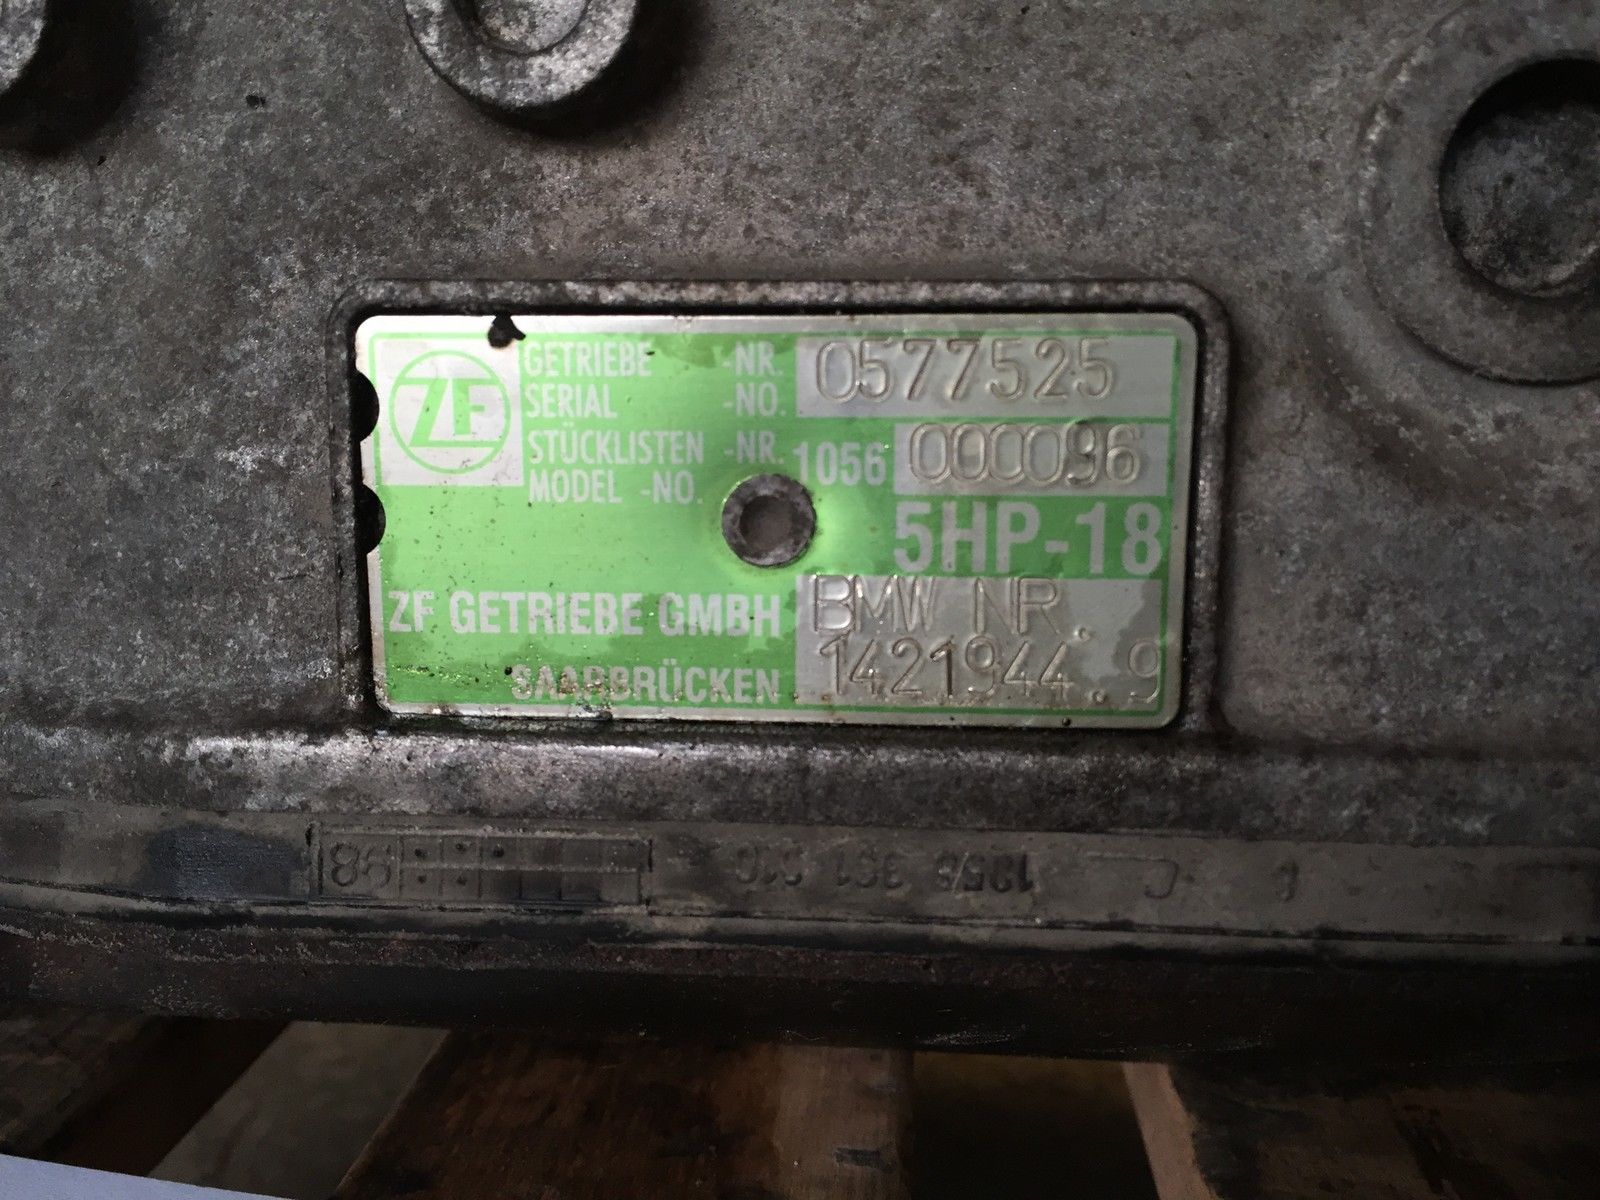 ZF
GETRIEBE -NR. 0577525
SERIAL -NO.
STÜCKLISTEN -NR. 1056 000096
MODEL -NO.
5HP-18
ZF GETRIEBE GMBH BMW NR.
SAARBRÜCKEN 1421944.9
98